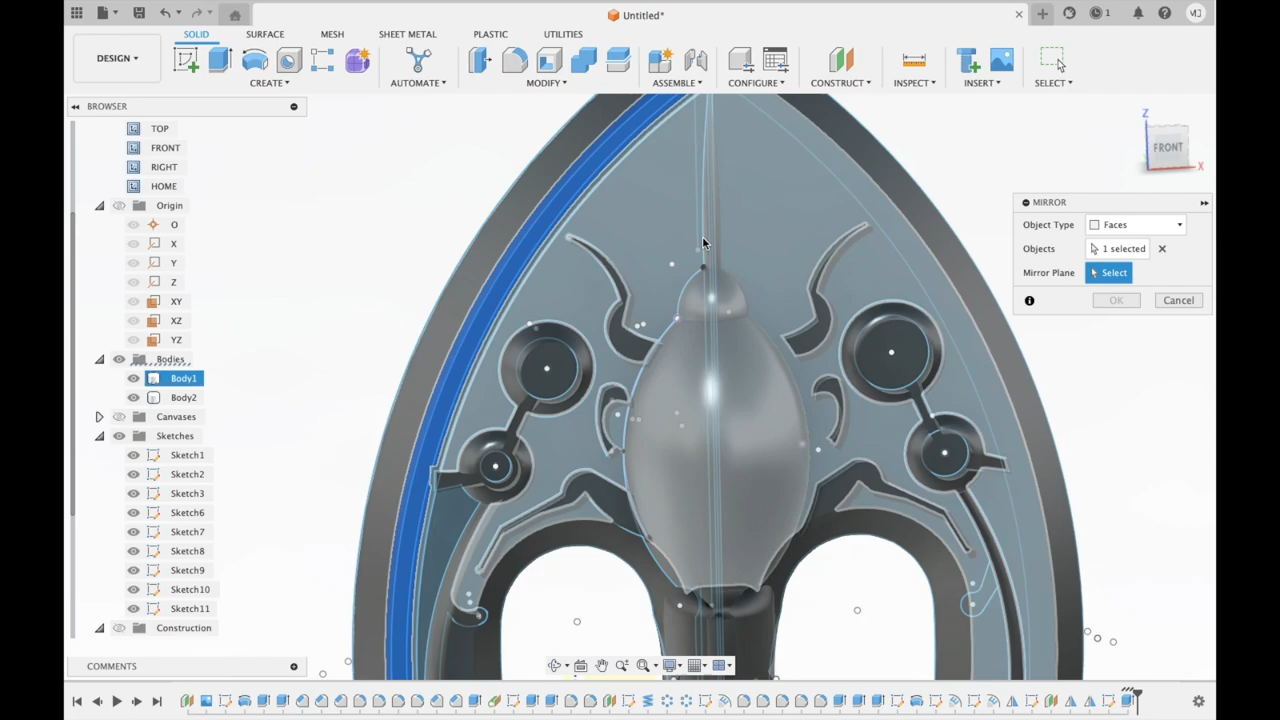 Untitled*
1
MJ
DESIGN
SOLID
SURFACE
MESH
SHEET METAL
PLASTIC
UTILITIES
CREATE
AUTOMATE
MODIFY
ASSEMBLE
CONFIGURE
CONSTRUCT
INSPECT
INSERT
SELECT
BROWSER
TOP
FRONT
RIGHT
HOME
Origin
O
X
Y
Z
XY
XZ
YZ
Bodies
Body1
Body2
Canvases
Sketches
Sketch1
Sketch2
Sketch3
Sketch6
Sketch7
Sketch8
Sketch9
Sketch10
Sketch11
Construction
COMMENTS
Z
FRONT
X
MIRROR
Object Type Faces
Objects 1 selected
Mirror Plane Select
OK Cancel